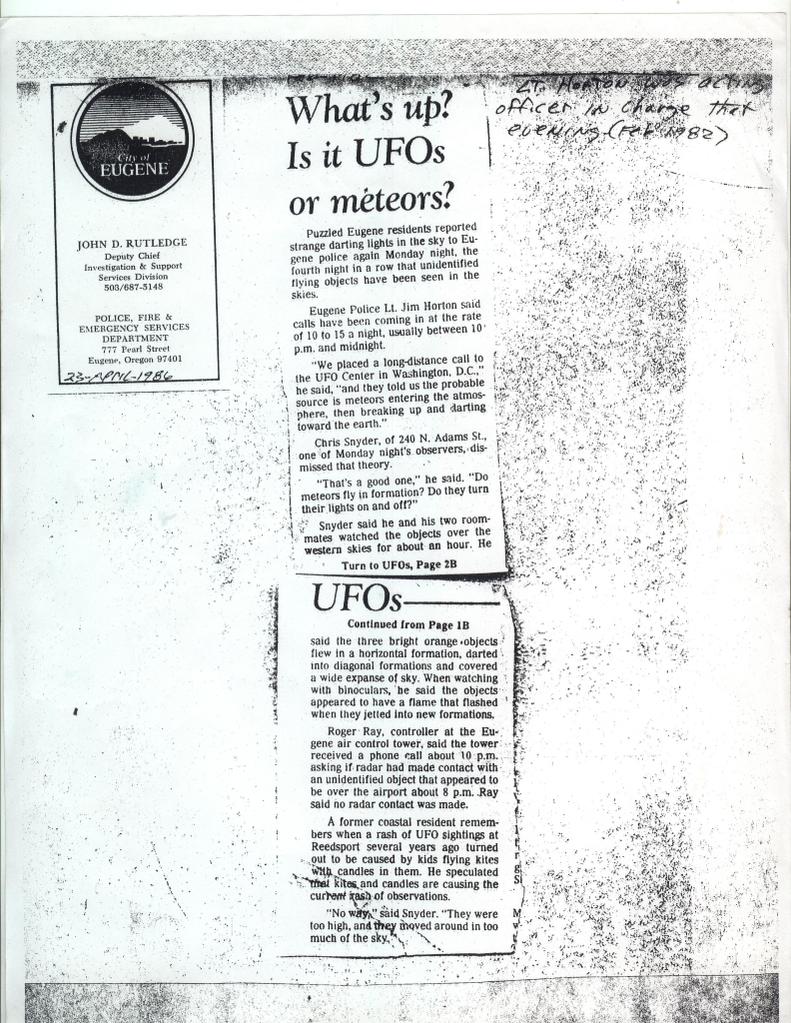 City of
EUGENE
JOHN D. RUTLEDGE
Deputy Chief
Investigation & Support
Services Division
503/687-5148
POLICE, FIRE &
EMERGENCY SERVICES
DEPARTMENT
777 Pearl Street
Eugene, Oregon 97401
23-APRIL-1986
Lt. Horton was acting
officer in charge that
evening (Feb 1982)
What's up?
Is it UFOs
or meteors?
Puzzled Eugene residents reported
strange darting lights in the sky to Eu-
gene police again Monday night, the
fourth night in a row that unidentified
flying objects have been seen in the
skies.
Eugene Police Lt. Jim Horton said
calls have been coming in at the rate
of 10 to 15 a night, usually between 10
p.m. and midnight.
"We placed a long-distance call to
the UFO Center in Washington, D.C.,"
he said, "and they told us the probable
source is meteors entering the atmos-
phere, then breaking up and darting
toward the earth."
Chris Snyder, of 240 N. Adams St.,
one of Monday night's observers, dis-
missed that theory.
"That's a good one," he said. "Do
meteors fly in formation? Do they turn
their lights on and off?"
Snyder said he and his two room-
mates watched the objects over the
western skies for about an hour. He
Turn to UFOs, Page 2B
UFOs
Continued from Page 1B
said the three bright orange objects
flew in a horizontal formation, darted
into diagonal formations and covered
a wide expanse of sky. When watching
with binoculars, he said the objects
appeared to have a flame that flashed
when they jetted into new formations.
Roger Ray, controller at the Eu-
gene air control tower, said the tower
received a phone call about 10 p.m.
asking if radar had made contact with
an unidentified object that appeared to
be over the airport about 8 p.m. Ray
said no radar contact was made.
A former coastal resident remem-
bers when a rash of UFO sightings at
Reedsport several years ago turned
out to be caused by kids flying kites
with candles in them. He speculated
that kites and candles are causing the
current rash of observations.
"No way," said Snyder. "They were
too high, and they moved around in too
much of the sky."